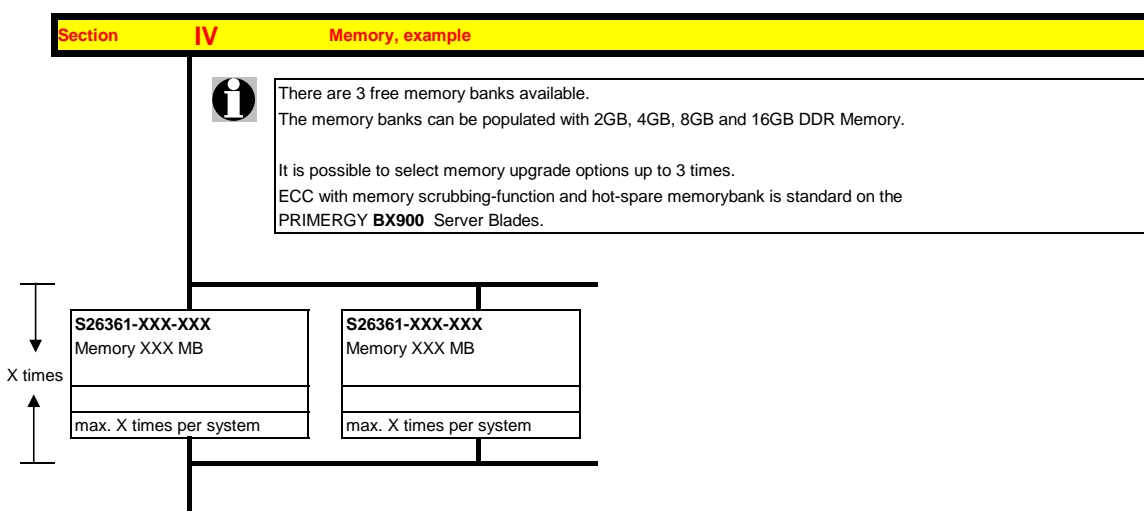 Section IV Memory, example
There are 3 free memory banks available.
The memory banks can be populated with 2GB, 4GB, 8GB and 16GB DDR Memory.
It is possible to select memory upgrade options up to 3 times.
ECC with memory scrubbing-function and hot-spare memorybank is standard on the
PRIMERGY BX900 Server Blades.
S26361-XXX-XXX
Memory XXX MB
max. X times per system
S26361-XXX-XXX
Memory XXX MB
max. X times per system
X times